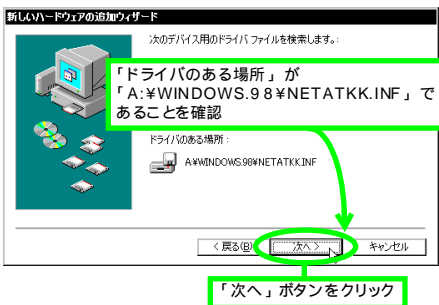 新しいハードウェアの追加ウィザード
次のデバイス用のドライバ ファイルを検索します。:
「ドライバのある場所」が
「A:¥WINDOWS.98¥NETATKK.INF」で
あることを確認
ドライバのある場所:
A:¥WINDOWS.98¥NETATKK.INF
< 戻る(B)
次へ >
キャンセル
「次へ」ボタンをクリック